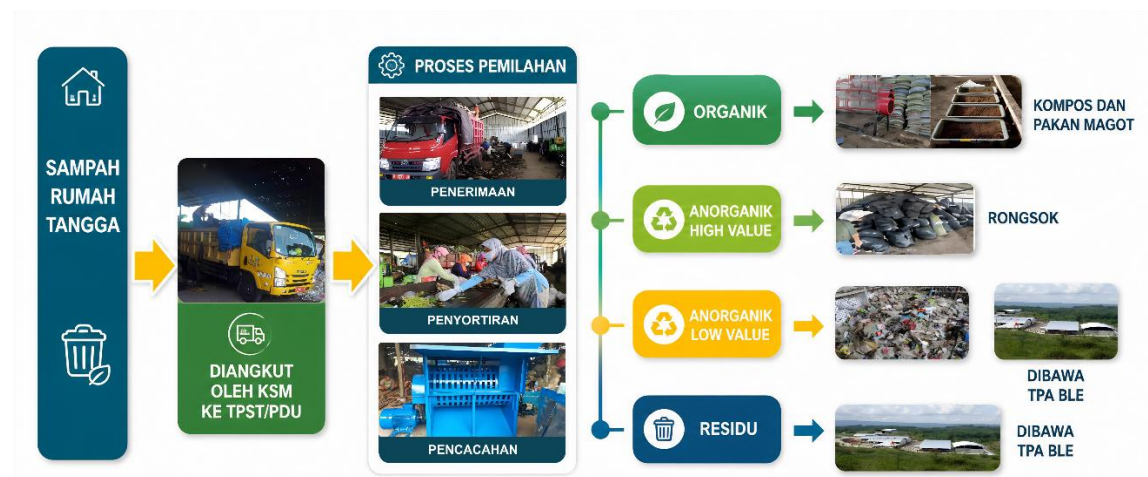 SAMPAH
RUMAH
TANGGA
DIANGKUT
OLEH KSM
KE TPST/PDU
PROSES PEMILAHAN
PENERIMAAN
PENYORTIRAN
PENCACAHAN
ORGANIK
KOMPOS DAN
PAKAN MAGOT
ANORGANIK
HIGH VALUE
RONGSOK
ANORGANIK
LOW VALUE
DIBAWA
TPA BLE
RESIDU
DIBAWA
TPA BLE